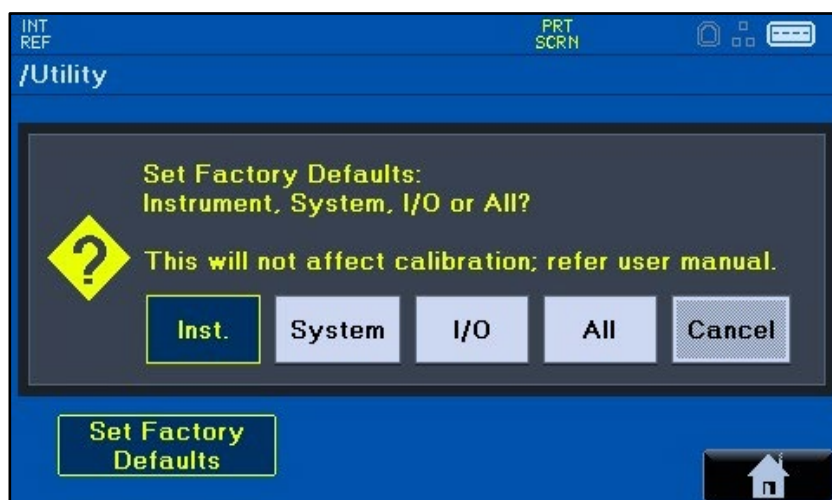 INT
REF
PRT
SCRN
/Utility
Set Factory Defaults:
Instrument, System, I/O or All?
?
This will not affect calibration; refer user manual.
Inst.
System
I/O
All
Cancel
Set Factory
Defaults